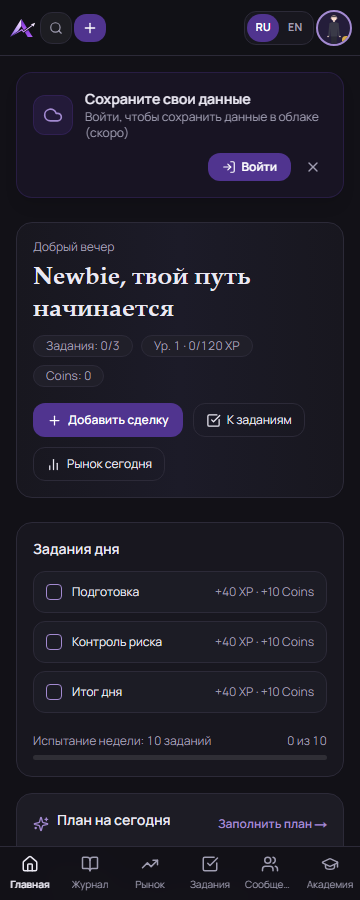 RU EN
Сохраните свои данные
Войти, чтобы сохранить данные в облаке
(скоро)
Войти
Добрый вечер
Newbie, твой путь
начинается
Задания: 0/3
Ур. 1 · 0/120 XP
Coins: 0
Добавить сделку
К заданиям
Рынок сегодня
Задания дня
Подготовка +40 XP · +10 Coins
Контроль риска +40 XP · +10 Coins
Итог дня +40 XP · +10 Coins
Испытание недели: 10 заданий 0 из 10
План на сегодня Заполнить план →
Главная Журнал Рынок Задания Сообще... Академия